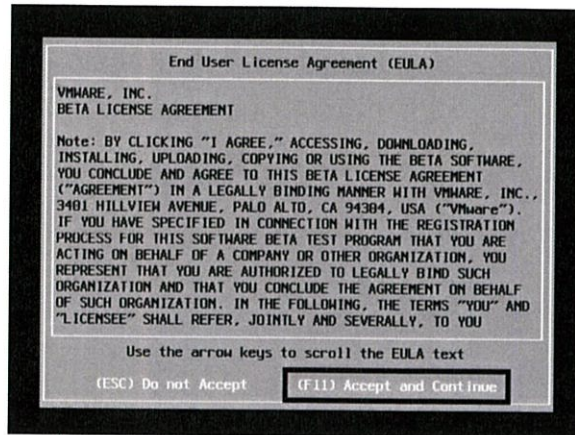 End User License Agreement (EULA)
VMWARE, INC.
BETA LICENSE AGREEMENT
Note: BY CLICKING "I AGREE," ACCESSING, DOWNLOADING,
INSTALLING, UPLOADING, COPYING OR USING THE BETA SOFTWARE,
YOU CONCLUDE AND AGREE TO THIS BETA LICENSE AGREEMENT
("AGREEMENT") IN A LEGALLY BINDING MANNER WITH VMWARE, INC.,
3401 HILLVIEW AVENUE, PALO ALTO, CA 94304, USA ("VMware").
IF YOU HAVE SPECIFIED IN CONNECTION WITH THE REGISTRATION
PROCESS FOR THIS SOFTWARE BETA TEST PROGRAM THAT YOU ARE
ACTING ON BEHALF OF A COMPANY OR OTHER ORGANIZATION, YOU
REPRESENT THAT YOU ARE AUTHORIZED TO LEGALLY BIND SUCH
ORGANIZATION AND THAT YOU CONCLUDE THE AGREEMENT ON BEHALF
OF SUCH ORGANIZATION. IN THE FOLLOWING, THE TERMS "YOU" AND
"LICENSEE" SHALL REFER, JOINTLY AND SEVERALLY, TO YOU
Use the arrow keys to scroll the EULA text
(ESC) Do not Accept (F11) Accept and Continue